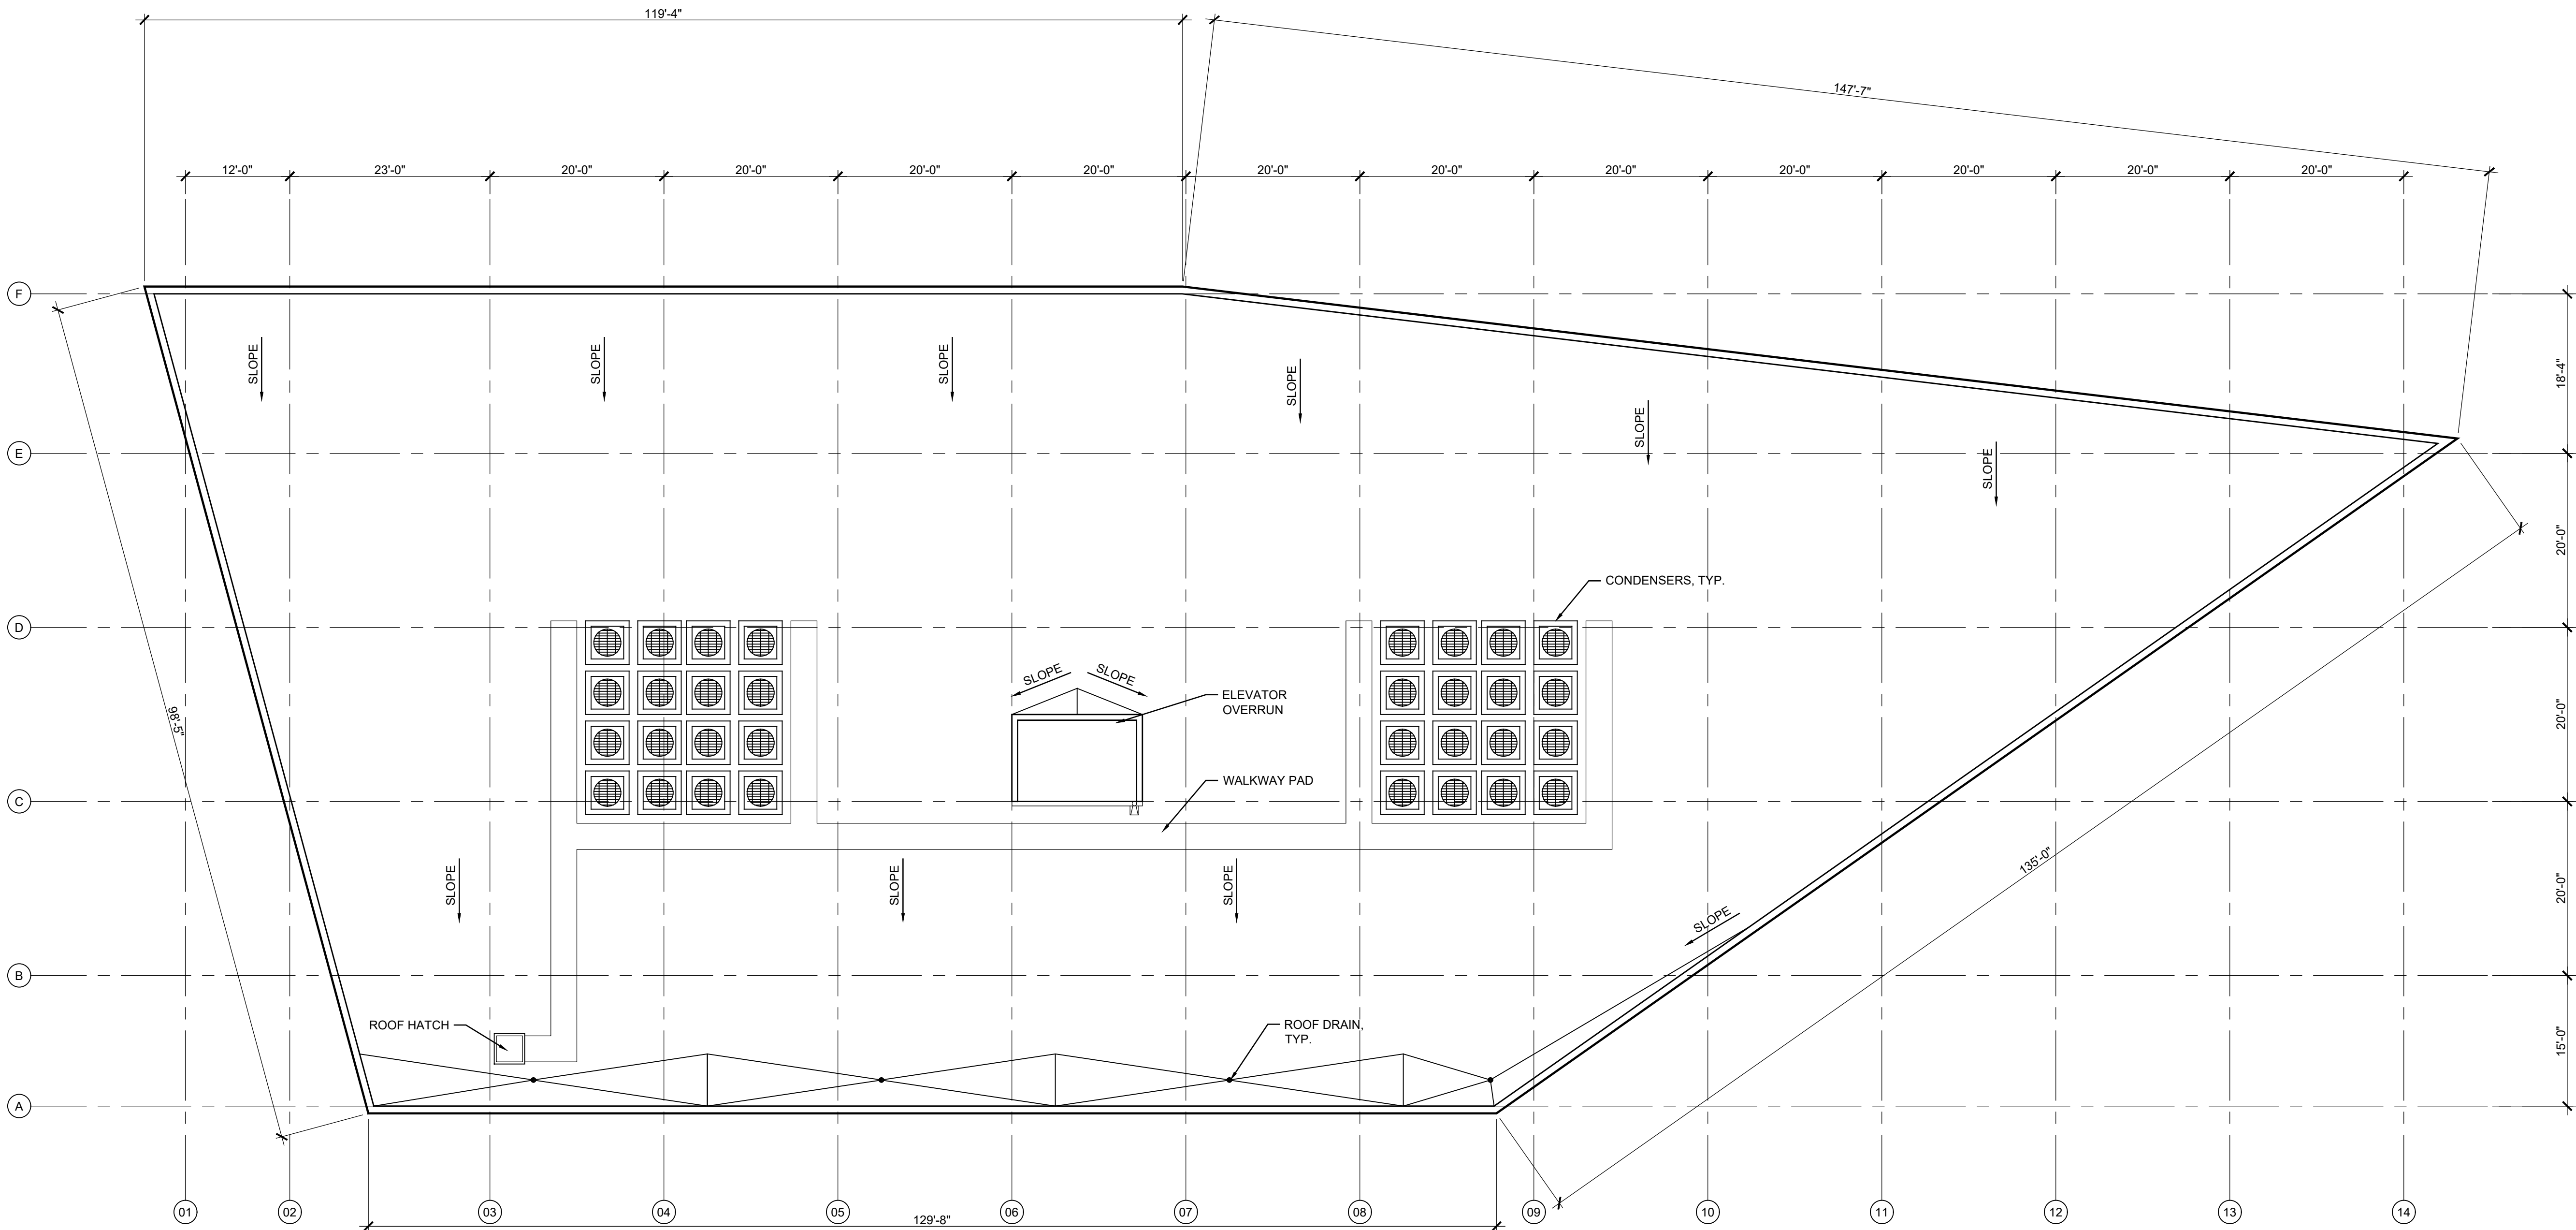 119'-4"
147'-7"
12'-0"
23'-0"
20'-0"
20'-0"
20'-0"
20'-0"
20'-0"
20'-0"
20'-0"
20'-0"
20'-0"
20'-0"
20'-0"
F
18'-4"
SLOPE
SLOPE
SLOPE
SLOPE
SLOPE
SLOPE
E
20'-0"
CONDENSERS, TYP.
D
SLOPE
SLOPE
ELEVATOR
OVERRUN
20'-0"
98'-5"
WALKWAY PAD
C
135'-0"
20'-0"
SLOPE
SLOPE
SLOPE
SLOPE
B
ROOF HATCH
ROOF DRAIN,
TYP.
15'-0"
A
01
02
03
04
05
06
07
08
09
10
11
12
13
14
129'-8"